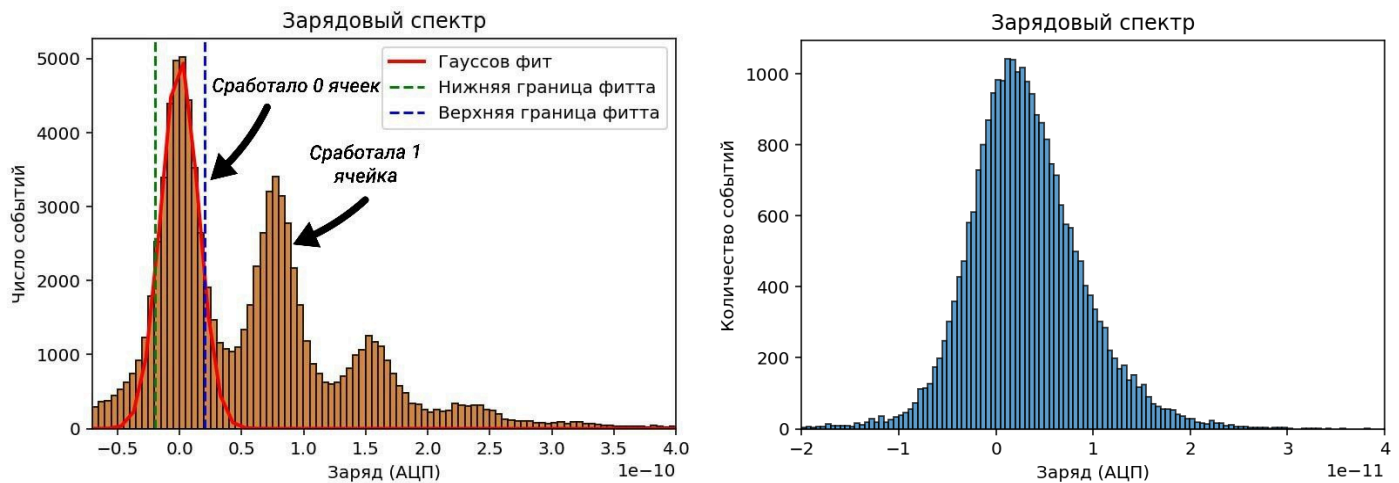 Зарядовый спектр
Гауссов фит
Нижняя граница фитта
Верхняя граница фитта
Сработало 0 ячеек
Сработала 1
ячейка
Число событий
5000
4000
3000
2000
1000
0
−0.5
0.0
0.5
1.0
1.5
2.0
2.5
3.0
3.5
4.0
1e−10
Заряд (АЦП)
Зарядовый спектр
Количество событий
1000
800
600
400
200
0
−2
−1
0
1
2
3
4
1e−11
Заряд (АЦП)